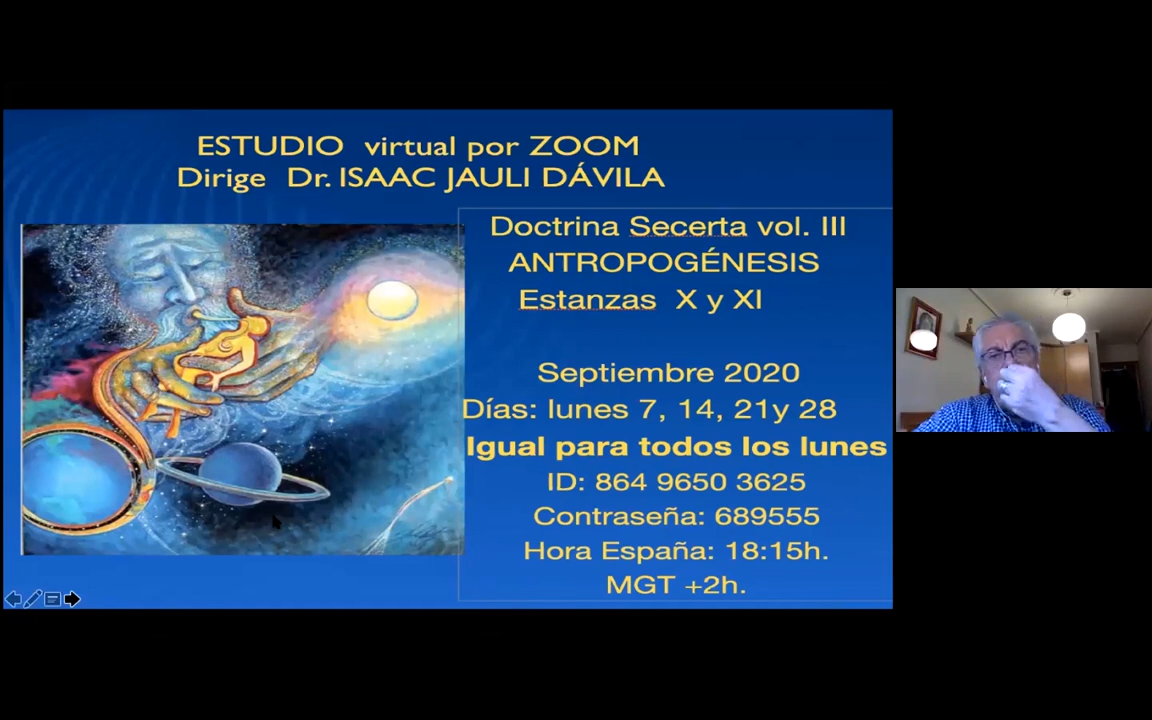 ESTUDIO virtual por ZOOM
Dirige Dr. ISAAC JAULI DÁVILA
Doctrina Secerta vol. III
ANTROPOGÉNESIS
Estanzas X y XI
Septiembre 2020
Días: lunes 7, 14, 21y 28
Igual para todos los lunes
ID: 864 9650 3625
Contraseña: 689555
Hora España: 18:15h.
MGT +2h.